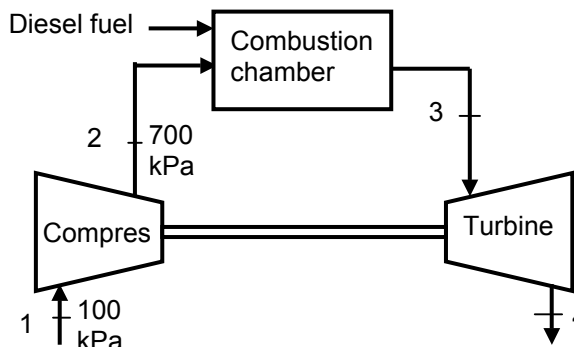 Diesel fuel
Combustion
chamber
2
700
kPa
3
Compres
Turbine
1
100
kPa